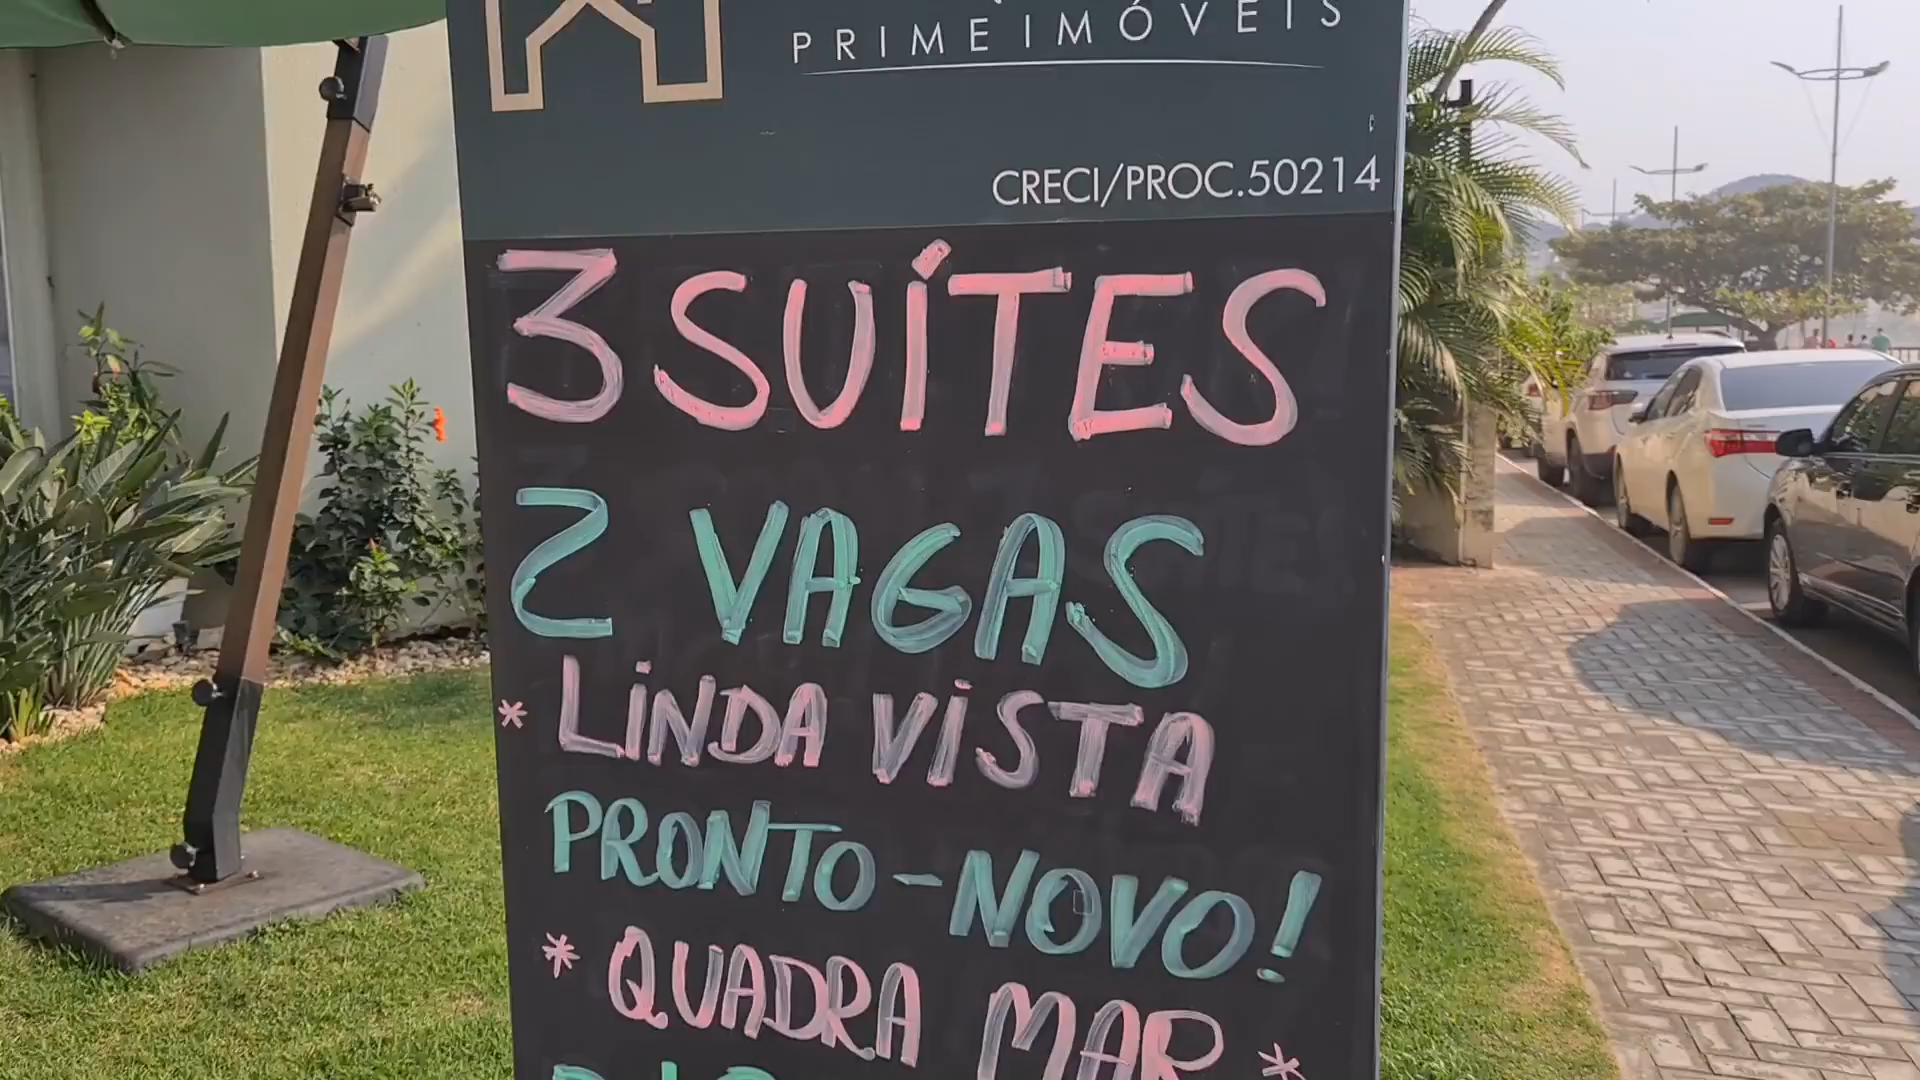 PRIME IMÓVEIS
CRECI/PROC.50214
3 SUÍTES
2 VAGAS
* LINDA VISTA
PRONTO - NOVO!
* QUADRA MAR *